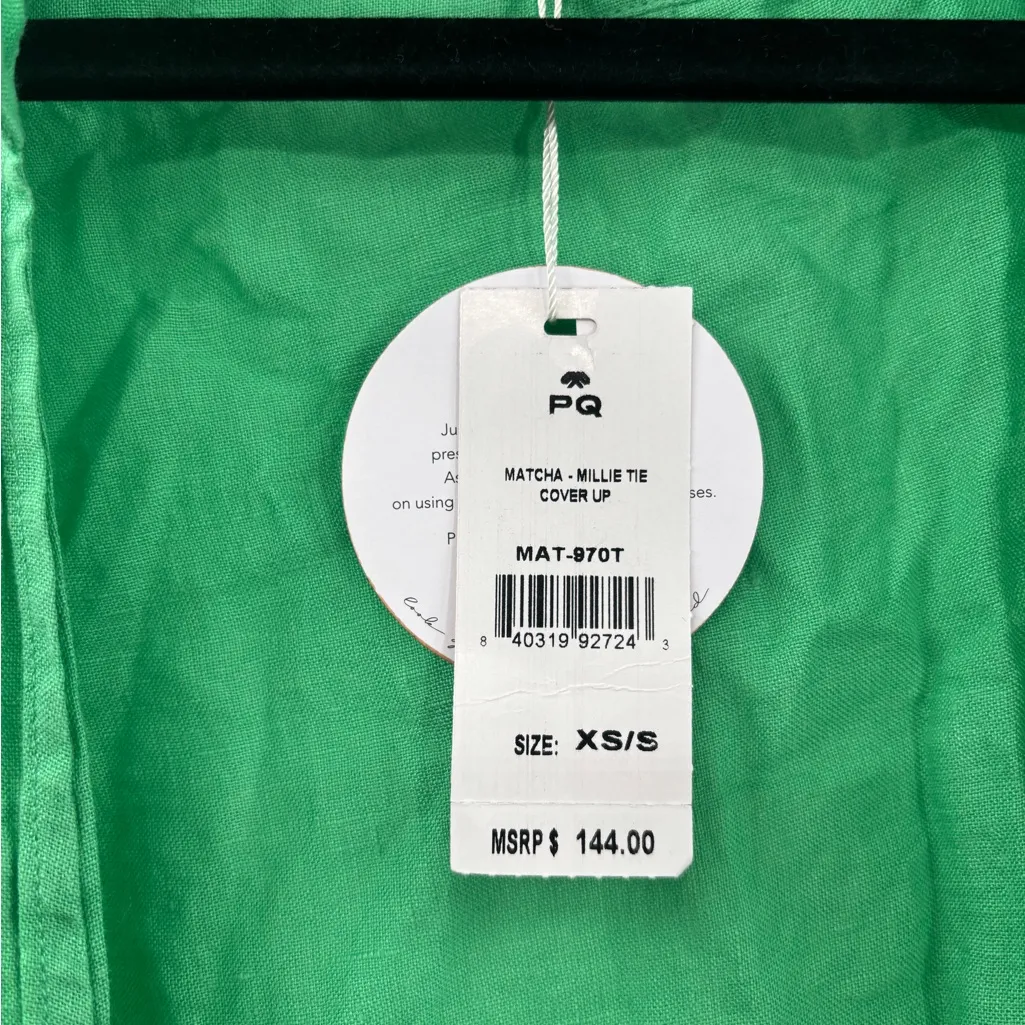 PQ
MATCHA - MILLIE TIE
COVER UP
MAT-970T
8 40319 92724 3
SIZE: XS/S
MSRP $ 144.00
on using
ses.